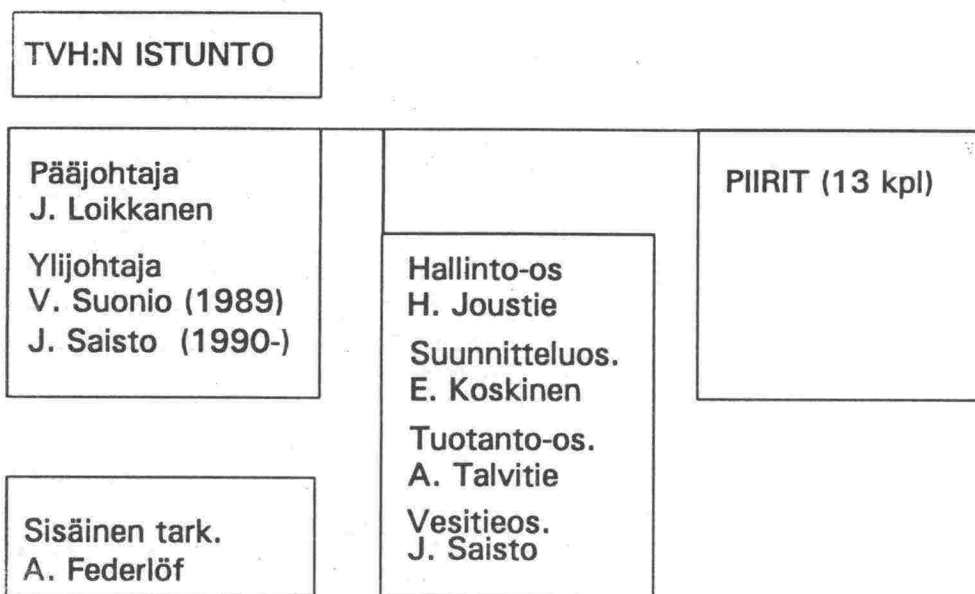 TVH:N ISTUNTO
Pääjohtaja
J. Loikkanen
Ylijohtaja
V. Suonio (1989)
J. Saisto (1990-)
Sisäinen tark.
A. Federlöf
Hallinto-os
H. Joustie
Suunnitteluos.
E. Koskinen
Tuotanto-os.
A. Talvitie
Vesitieos.
J. Saisto
PIIRIT (13 kpl)